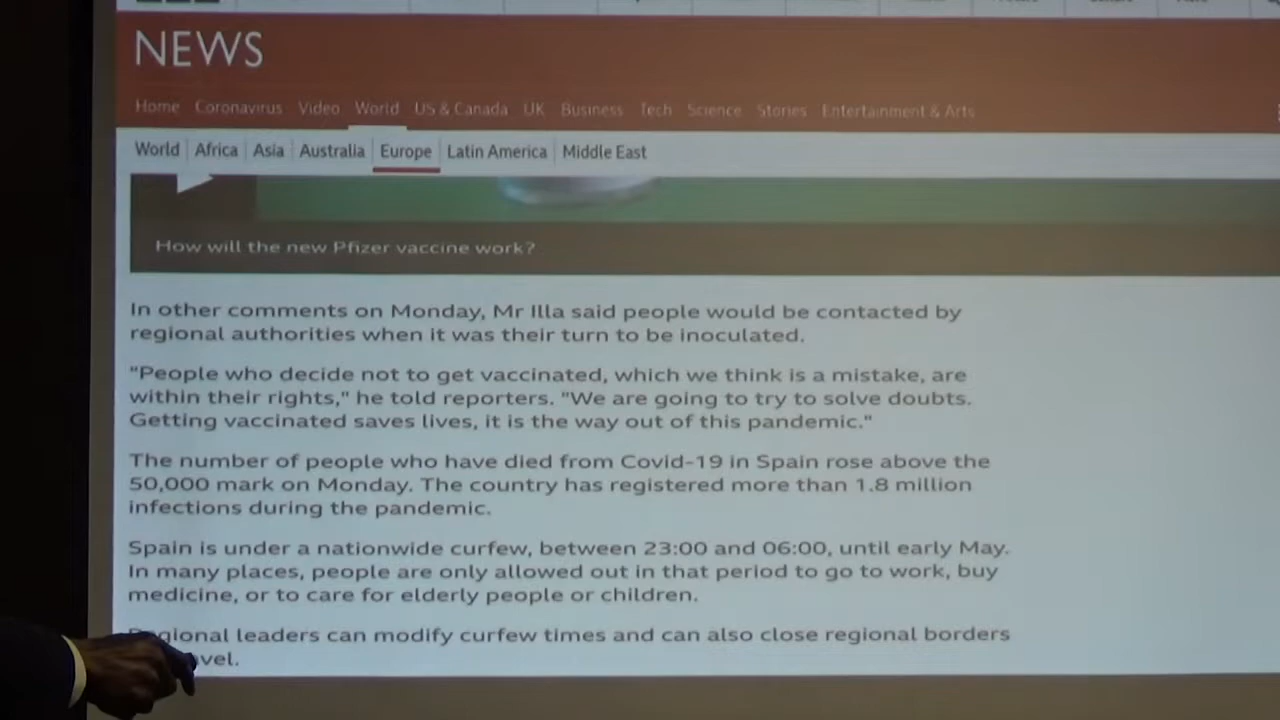 NEWS
Home Coronavirus Video World US & Canada UK Business Tech Science Stories Entertainment & Arts
World Africa Asia Australia Europe Latin America Middle East
How will the new Pfizer vaccine work?
In other comments on Monday, Mr Illa said people would be contacted by
regional authorities when it was their turn to be inoculated.
"People who decide not to get vaccinated, which we think is a mistake, are
within their rights," he told reporters. "We are going to try to solve doubts.
Getting vaccinated saves lives, it is the way out of this pandemic."
The number of people who have died from Covid-19 in Spain rose above the
50,000 mark on Monday. The country has registered more than 1.8 million
infections during the pandemic.
Spain is under a nationwide curfew, between 23:00 and 06:00, until early May.
In many places, people are only allowed out in that period to go to work, buy
medicine, or to care for elderly people or children.
Regional leaders can modify curfew times and can also close regional borders